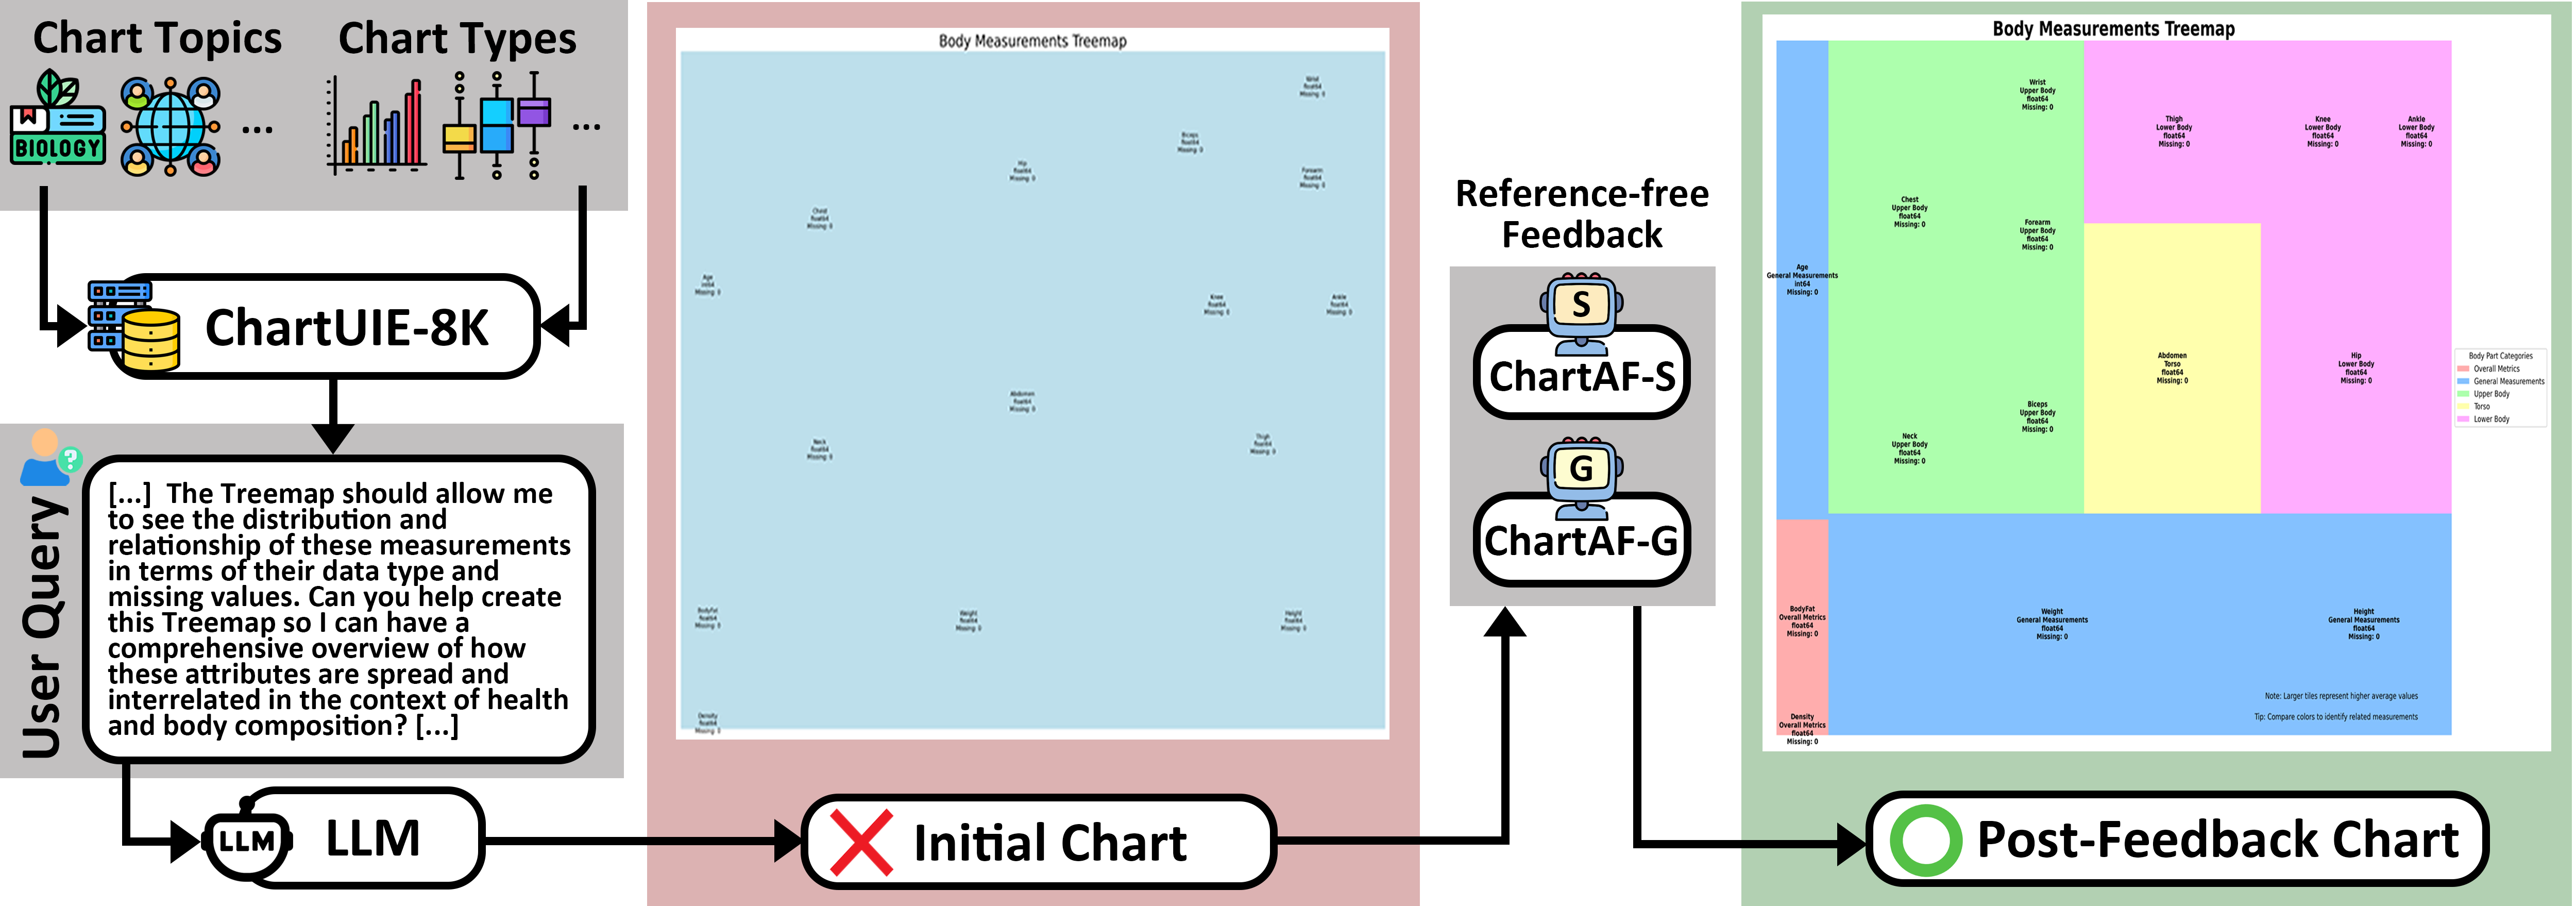 Chart Topics
Chart Types
BIOLOGY
...
...
ChartUIE-8K
User Query
?
[...] The Treemap should allow me
to see the distribution and
relationship of these measurements
in terms of their data type and
missing values. Can you help create
this Treemap so I can have a
comprehensive overview of how
these attributes are spread and
interrelated in the context of health
and body composition? [...]
LLM
LLM
Body Measurements Treemap
Wrist
float64
Missing: 0
Biceps
float64
Missing: 0
Hip
float64
Missing: 0
Forearm
float64
Missing: 0
Chest
float64
Missing: 0
Age
int64
Missing: 0
Knee
float64
Missing: 0
Ankle
float64
Missing: 0
Abdomen
float64
Missing: 0
Neck
float64
Missing: 0
Thigh
float64
Missing: 0
BodyFat
float64
Missing: 0
Weight
float64
Missing: 0
Height
float64
Missing: 0
Density
float64
Missing: 0
Initial Chart
Reference-free
Feedback
S
ChartAF-S
G
ChartAF-G
Body Measurements Treemap
Wrist
Upper Body
float64
Missing: 0
Thigh
Lower Body
float64
Missing: 0
Knee
Lower Body
float64
Missing: 0
Ankle
Lower Body
float64
Missing: 0
Chest
Upper Body
float64
Missing: 0
Forearm
Upper Body
float64
Missing: 0
Age
General Measurements
int64
Missing: 0
Abdomen
Torso
float64
Missing: 0
Hip
Lower Body
float64
Missing: 0
Biceps
Upper Body
float64
Missing: 0
Neck
Upper Body
float64
Missing: 0
BodyFat
Overall Metrics
float64
Missing: 0
Weight
General Measurements
float64
Missing: 0
Height
General Measurements
float64
Missing: 0
Density
Overall Metrics
float64
Missing: 0
Note: Larger tiles represent higher average values
Tip: Compare colors to identify related measurements
Body Part Categories
Overall Metrics
General Measurements
Upper Body
Torso
Lower Body
Post-Feedback Chart